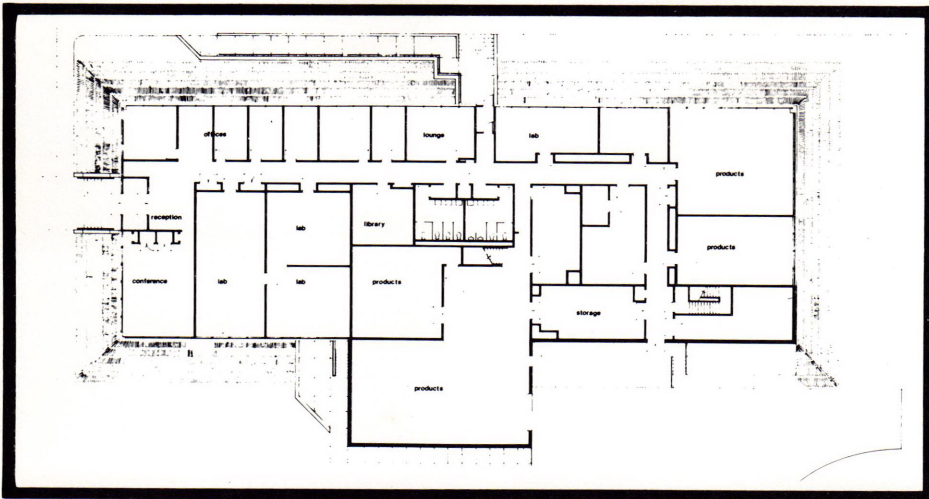 offices
lounge
lab
products
reception
library
lab
products
conference
lab
lab
products
storage
products